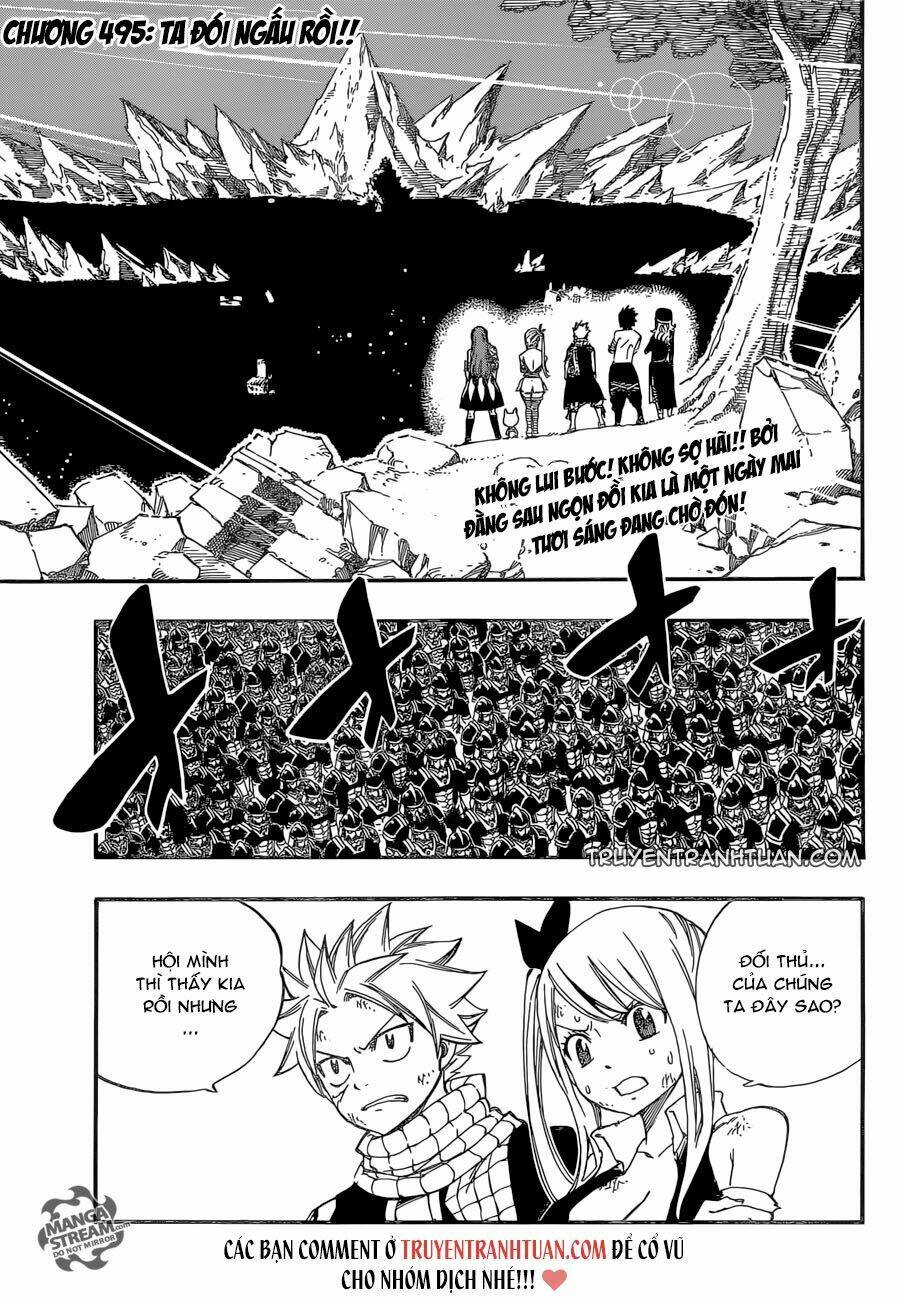 CHƯƠNG 495: TA ĐÓI NGẤU RỒI!!
KHÔNG LUI BƯỚC! KHÔNG SỢ HÃI!! BỞI
ĐẰNG SAU NGỌN ĐỒI KIA LÀ MỘT NGÀY MAI
TƯƠI SÁNG ĐANG CHỜ ĐÓN!
TRUYENTRANHTUAN.COM
ĐỐI THỦ...
CỦA CHÚNG
TA ĐÂY SAO?
HỘI MÌNH
THÌ THẤY KIA
RỒI NHƯNG
...
MANGA
STREAM.com
DO NOT MIRROR
CÁC BẠN COMMENT Ở TRUYENTRANHTUAN.COM ĐỂ CỔ VŨ
CHO NHÓM DỊCH NHÉ!!! ❤